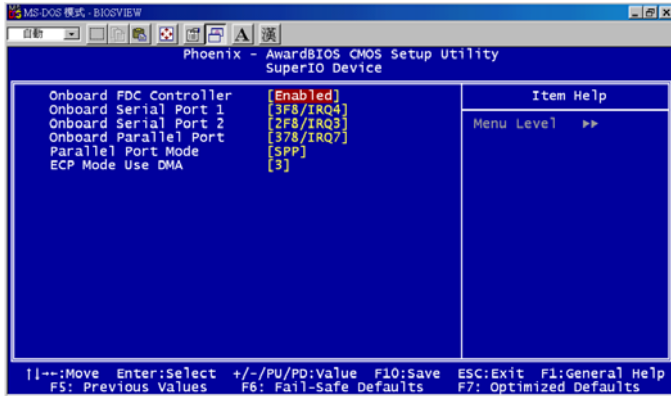 MS-DOS 模式 - BIOSVIEW
自動
A 漢
Phoenix - AwardBIOS CMOS Setup Utility
SuperIO Device
Onboard FDC Controller [Enabled]
Onboard Serial Port 1 [3F8/IRQ4]
Onboard Serial Port 2 [2F8/IRQ3]
Onboard Parallel Port [378/IRQ7]
Parallel Port Mode [SPP]
ECP Mode Use DMA [3]
Item Help
Menu Level ►►
↑↓→←:Move Enter:Select +/-/PU/PD:Value F10:Save ESC:Exit F1:General Help
F5: Previous Values F6: Fail-Safe Defaults F7: Optimized Defaults